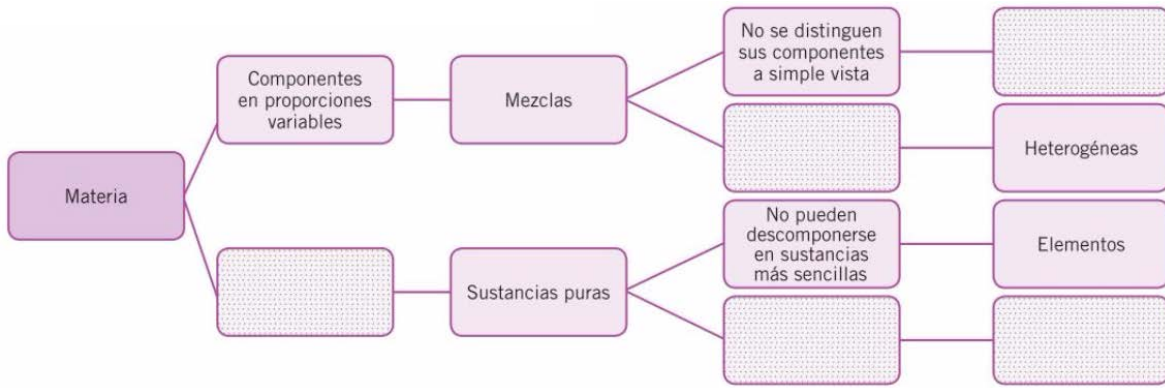 No se distinguen
sus componentes
a simple vista
Componentes
en proporciones
variables
Mezclas
Heterogéneas
Materia
No pueden
descomponerse
en sustancias
más sencillas
Elementos
Sustancias puras